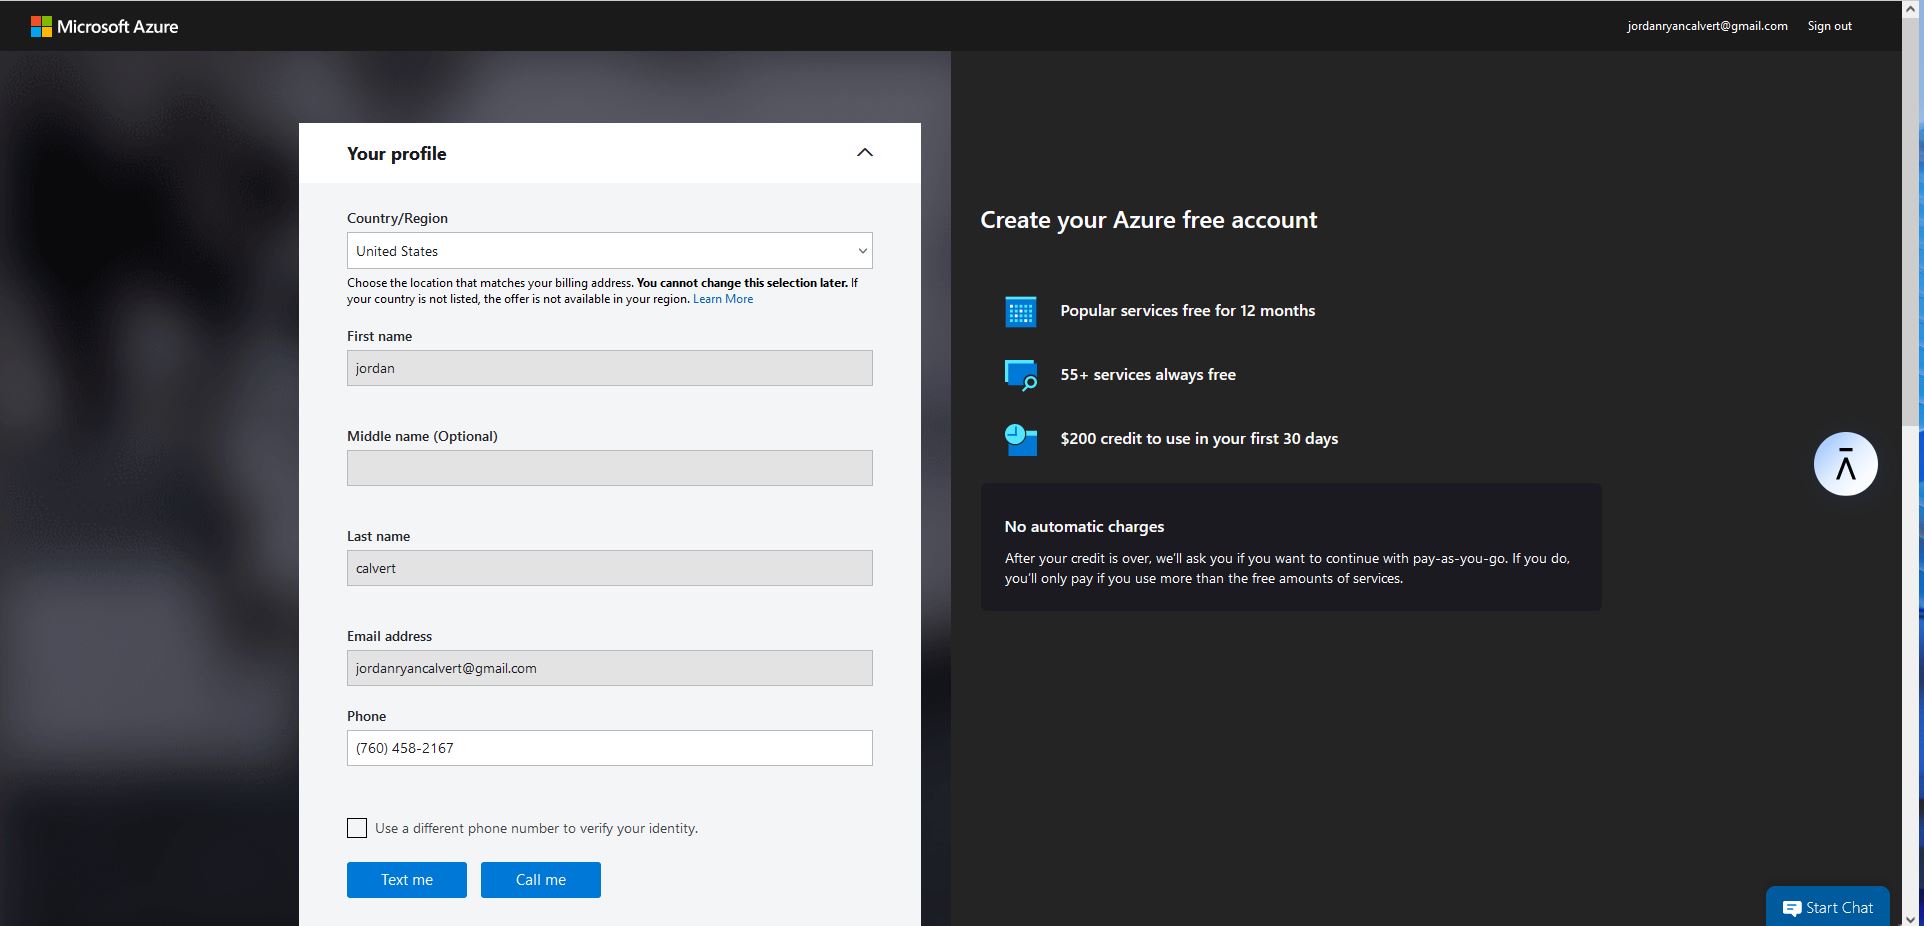 Microsoft Azure
jordanryancalvert@gmail.com Sign out
Your profile
Country/Region
United States
Choose the location that matches your billing address. You cannot change this selection later. If
your country is not listed, the offer is not available in your region. Learn More
First name
jordan
Middle name (Optional)
Last name
calvert
Email address
jordanryancalvert@gmail.com
Phone
(760) 458-2167
Use a different phone number to verify your identity.
Text me Call me
Create your Azure free account
Popular services free for 12 months
55+ services always free
$200 credit to use in your first 30 days
No automatic charges
After your credit is over, we'll ask you if you want to continue with pay-as-you-go. If you do,
you'll only pay if you use more than the free amounts of services.
Start Chat